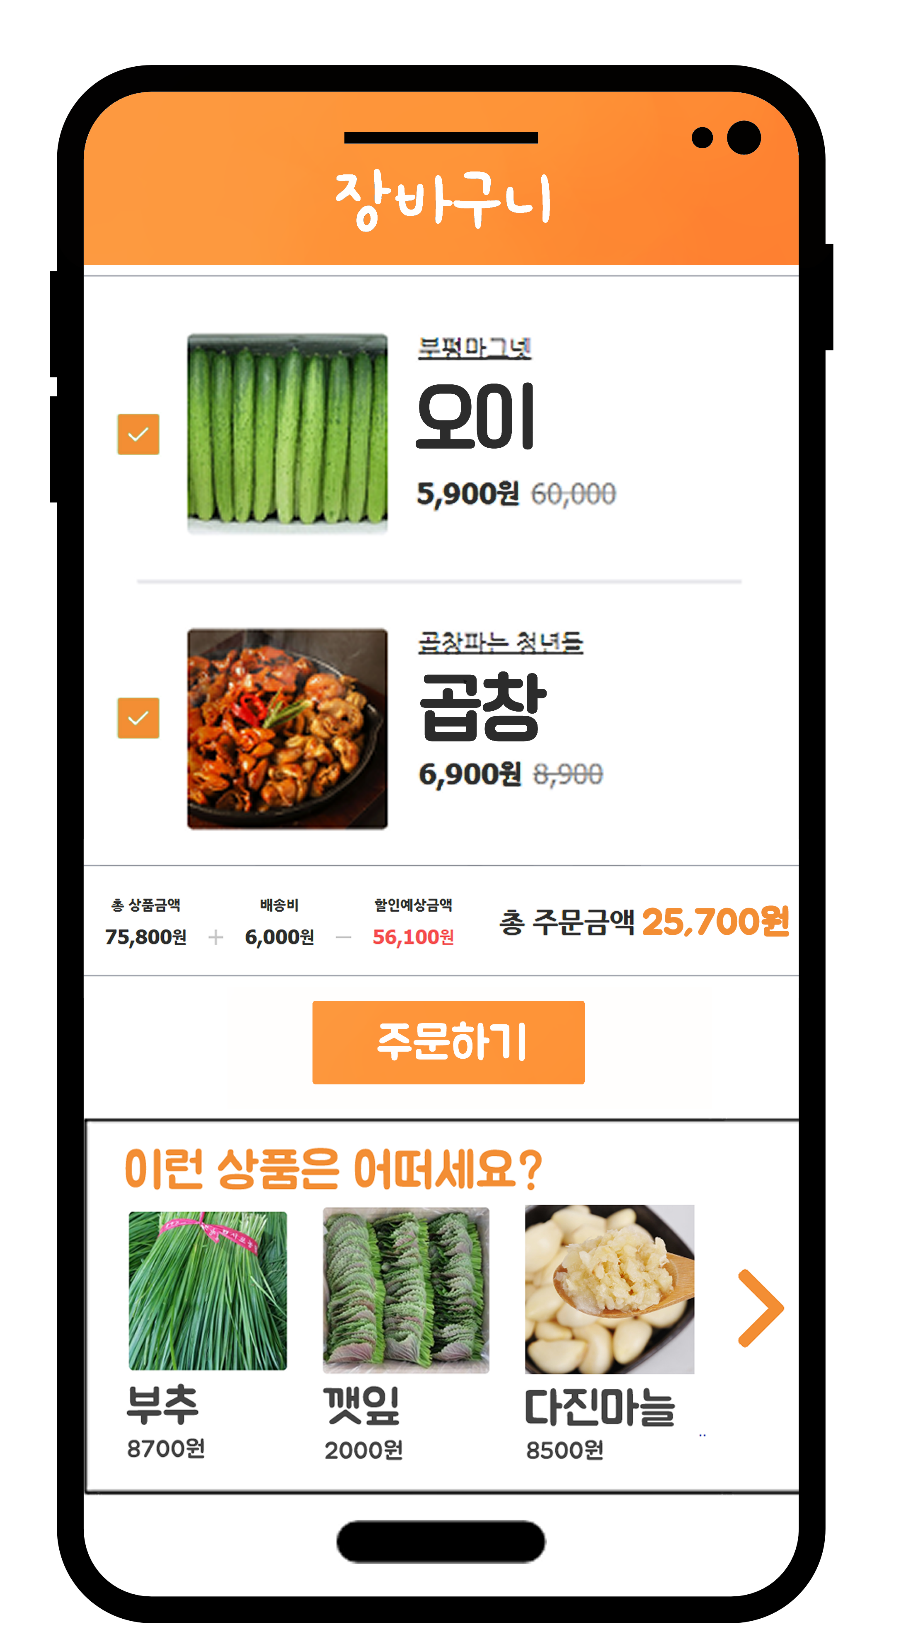 장바구니
부평마그넷
오이
5,900원 60,000
곱창파는 청년들
곱창
6,900원 8,900
총 상품금액 배송비 할인예상금액
75,800원 + 6,000원 − 56,100원
총 주문금액 25,700원
주문하기
이런 상품은 어떠세요?
부추 깻잎 다진마늘
8700원 2000원 8500원